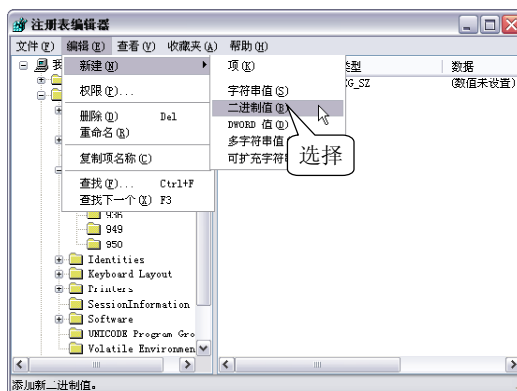 注册表编辑器
文件(F) 编辑(E) 查看(V) 收藏夹(A) 帮助(H)
新建(N)
权限(P)...
删除(D) Del
重命名(R)
复制项名称(C)
查找(F)... Ctrl+F
查找下一个(X) F3
项(K)
字符串值(S)
二进制值(B)
DWORD 值(D)
多字符串值
可扩充字符串
选择
类型 数据
(数值未设置)
949
950
Identities
Keyboard Layout
Printers
SessionInformation
Software
UNICODE Program Gro
Volatile Environmen
添加新二进制值。